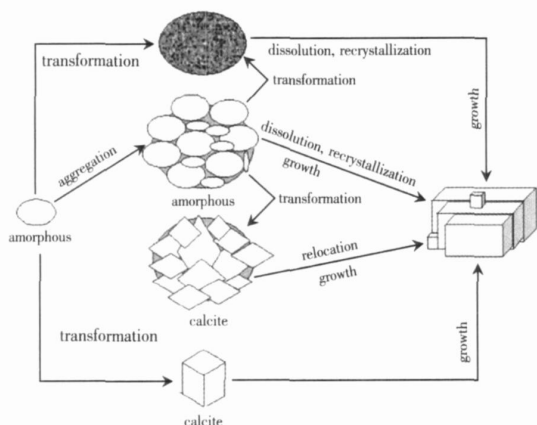 transformation
dissolution, recrystallization
transformation
growth
aggregation
dissolution, recrystallization
growth
amorphous
transformation
amorphous
relocation
growth
calcite
transformation
growth
calcite